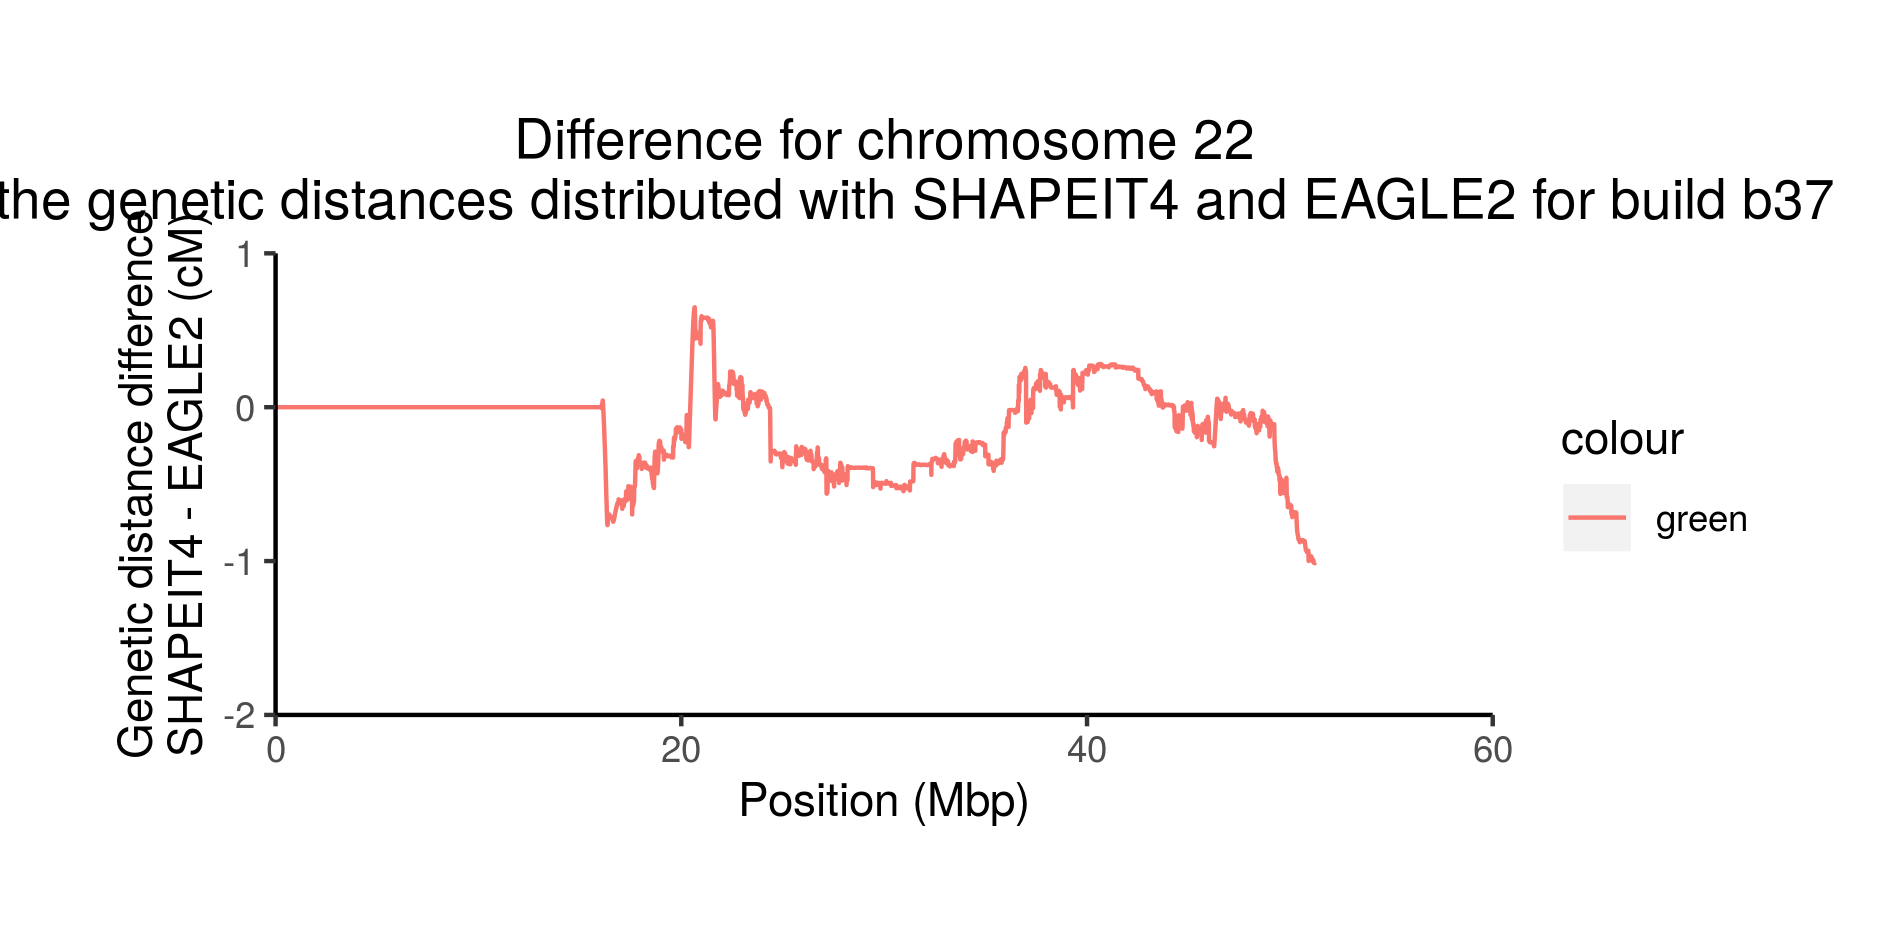 Difference for chromosome 22
the genetic distances distributed with SHAPEIT4 and EAGLE2 for build b37
Genetic distance difference
SHAPEIT4 - EAGLE2 (cM)
1
0
-1
-2
0
20
40
60
Position (Mbp)
colour
green